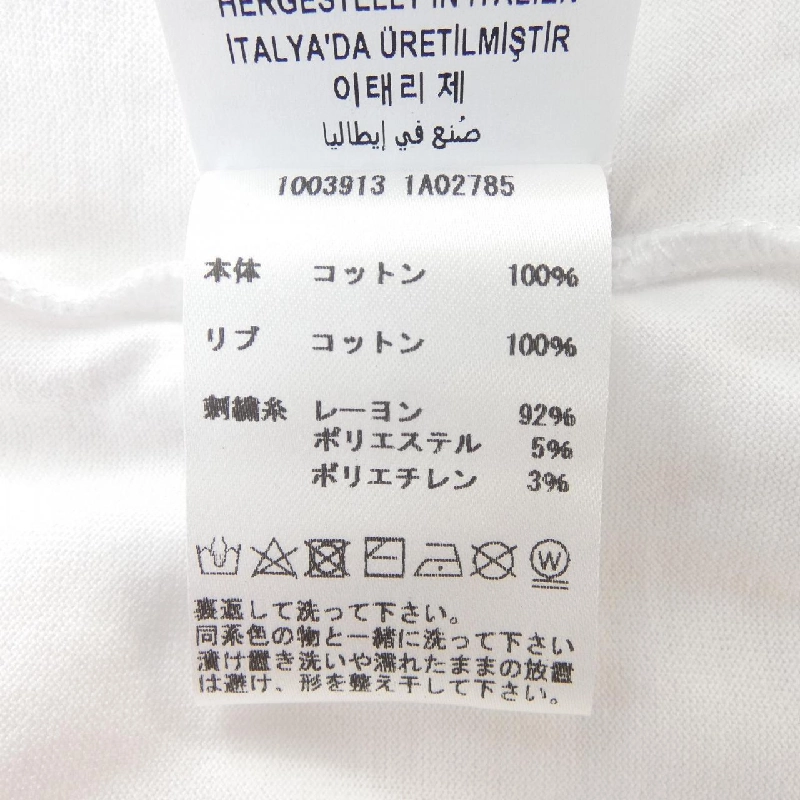 HERGESTELLT IN ITALIEN
İTALYA'DA ÜRETİLMİŞTİR
이태리 제
صُنع في إيطاليا
1003913 1A02785
本体 コットン 100%
リブ コットン 100%
刺繍糸 レーヨン 92%
ポリエステル 5%
ポリエチレン 3%
W
裏返して洗って下さい。
同系色の物と一緒に洗って下さい
漬け置き洗いや濡れたままの放置
は避け、形を整え干して下さい。